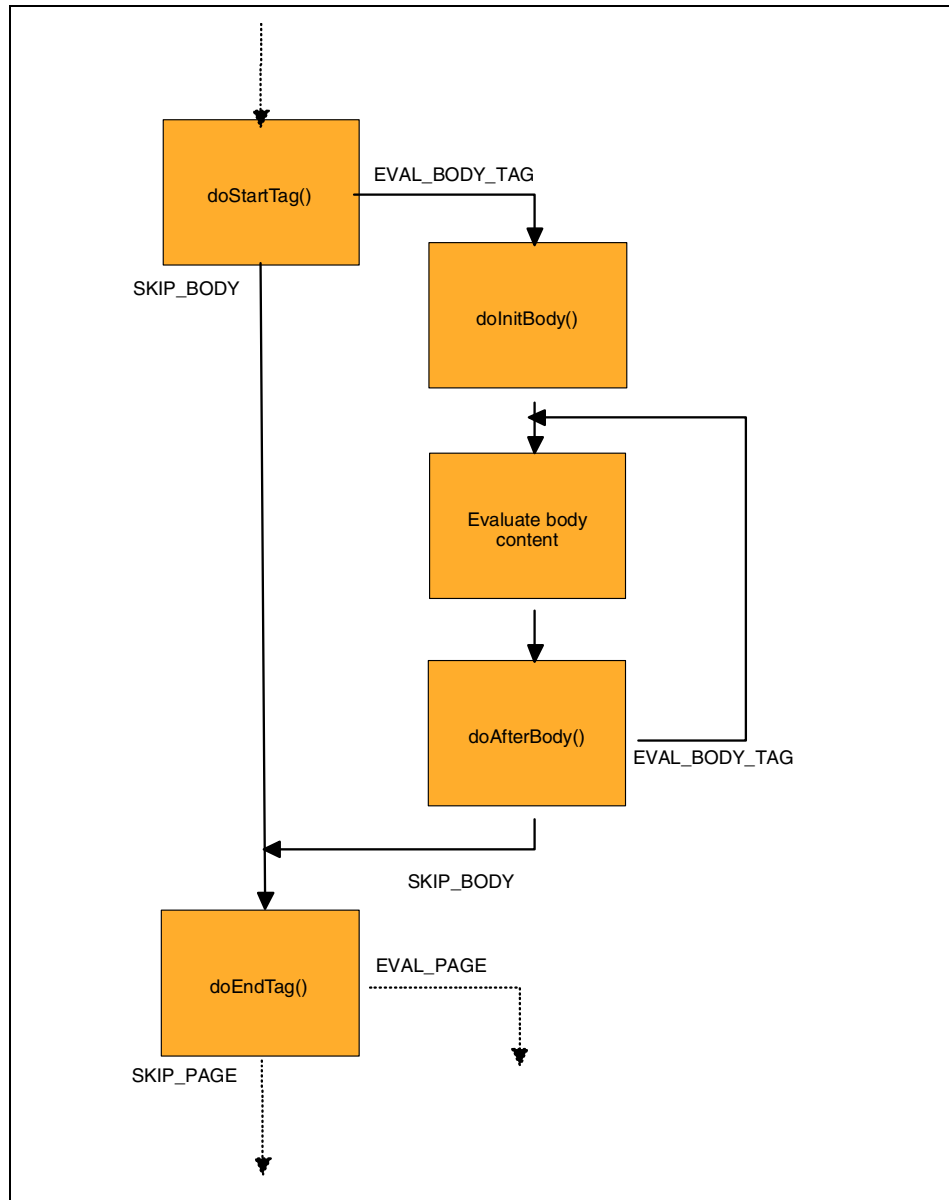 EVAL_BODY_TAG
doStartTag()
SKIP_BODY
doInitBody()
Evaluate body
content
doAfterBody()
EVAL_BODY_TAG
SKIP_BODY
EVAL_PAGE
doEndTag()
SKIP_PAGE